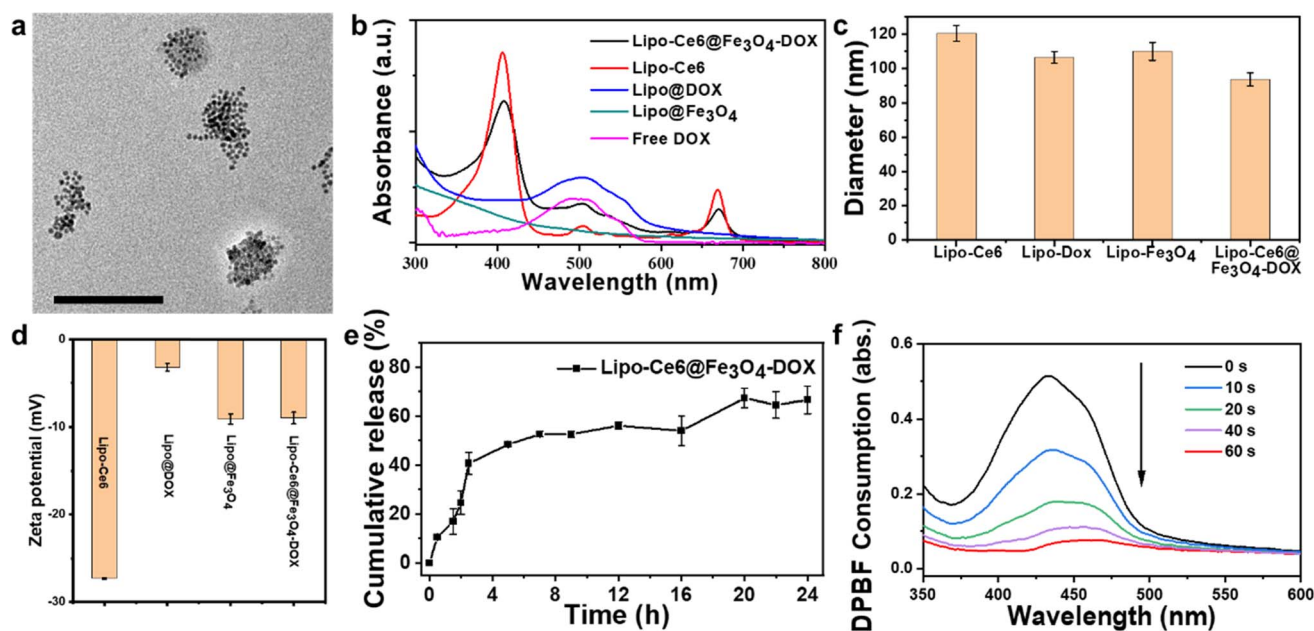 a
b
Absorbance (a.u.)
Lipo-Ce6@Fe₃O₄-DOX
Lipo-Ce6
Lipo@DOX
Lipo@Fe₃O₄
Free DOX
300 400 500 600 700 800
Wavelength (nm)
c
Diameter (nm)
120
100
80
60
40
20
0
Lipo-Ce6 Lipo-Dox Lipo-Fe₃O₄ Lipo-Ce6@
Fe₃O₄-DOX
d
Zeta potential (mV)
0
-10
-20
-30
Lipo-Ce6
Lipo@DOX
Lipo@Fe₃O₄
Lipo-Ce6@Fe₃O₄-DOX
e
Cumulative release (%)
80
60
40
20
0
Lipo-Ce6@Fe₃O₄-DOX
0 4 8 12 16 20 24
Time (h)
f
DPBF Consumption (abs.)
0.6
0.4
0.2
0.0
0 s
10 s
20 s
40 s
60 s
350 400 450 500 550 600
Wavelength (nm)